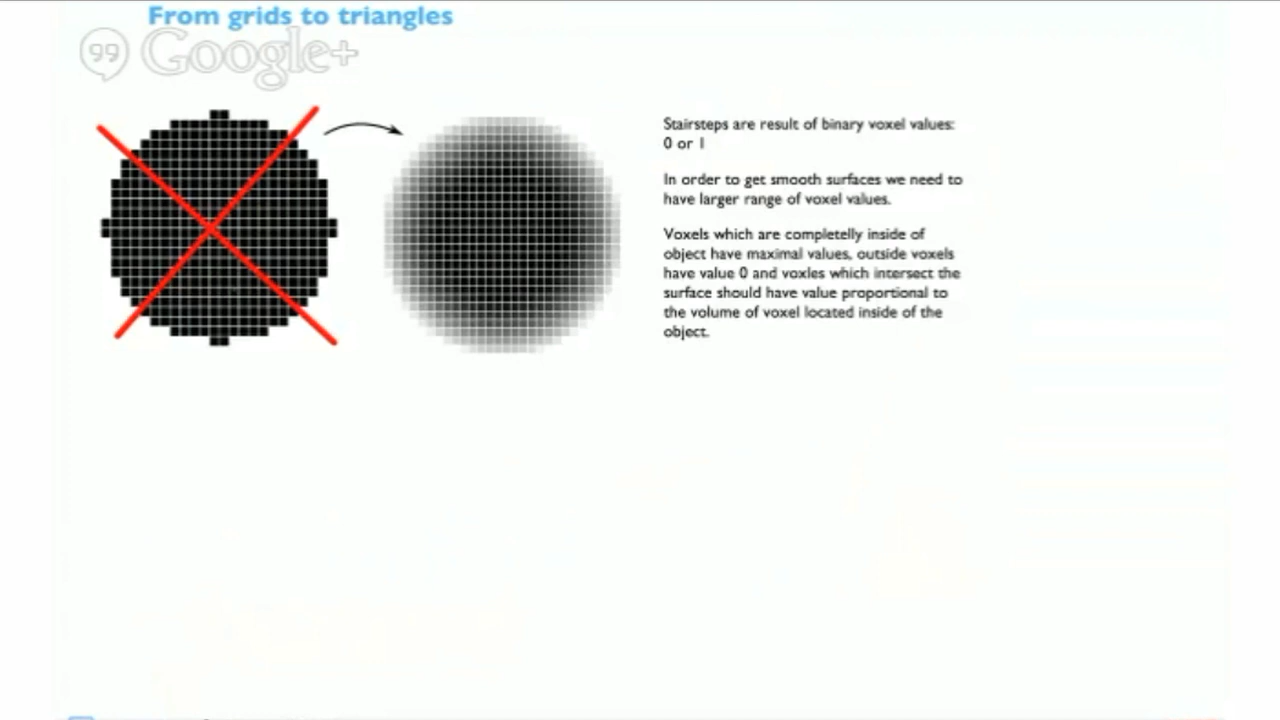 From grids to triangles
Google+
Stairsteps are result of binary voxel values:
0 or 1
In order to get smooth surfaces we need to
have larger range of voxel values.
Voxels which are completelly inside of
object have maximal values, outside voxels
have value 0 and voxles which intersect the
surface should have value proportional to
the volume of voxel located inside of the
object.